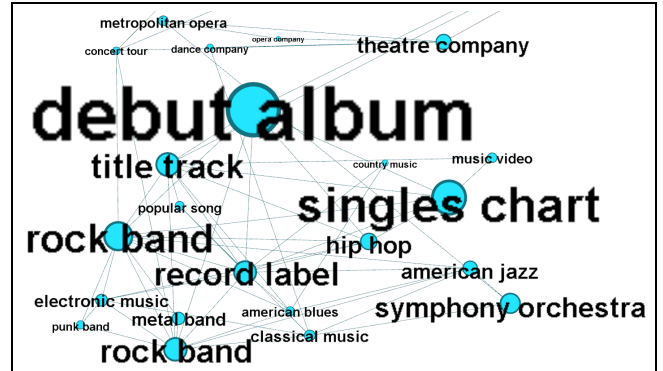 metropolitan opera
opera company
concert tour
dance company
theatre company
debut album
title track
country music
music video
popular song
singles chart
rock band
hip hop
record label
american jazz
electronic music
symphony orchestra
punk band
metal band
american blues
classical music
rock band